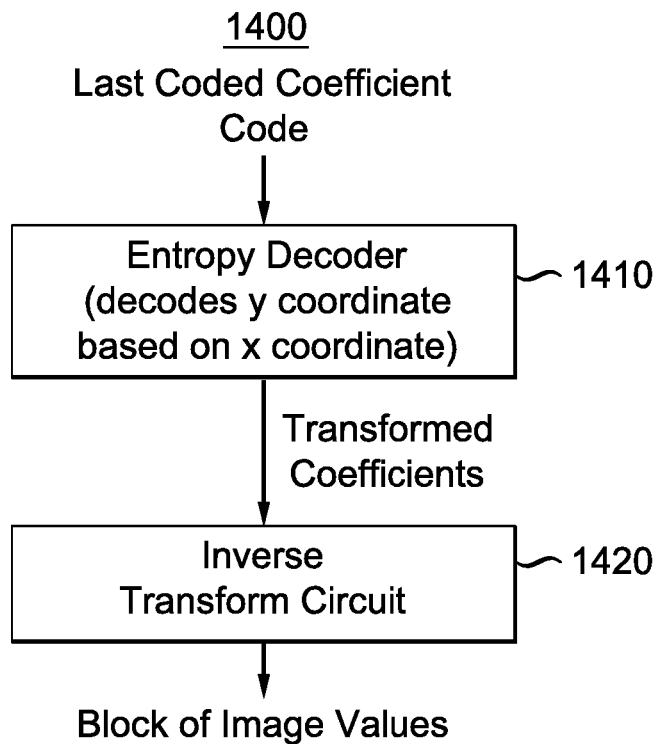 1400
Last Coded Coefficient
Code
Entropy Decoder
(decodes y coordinate
based on x coordinate)
1410
Transformed
Coefficients
Inverse
Transform Circuit
1420
Block of Image Values